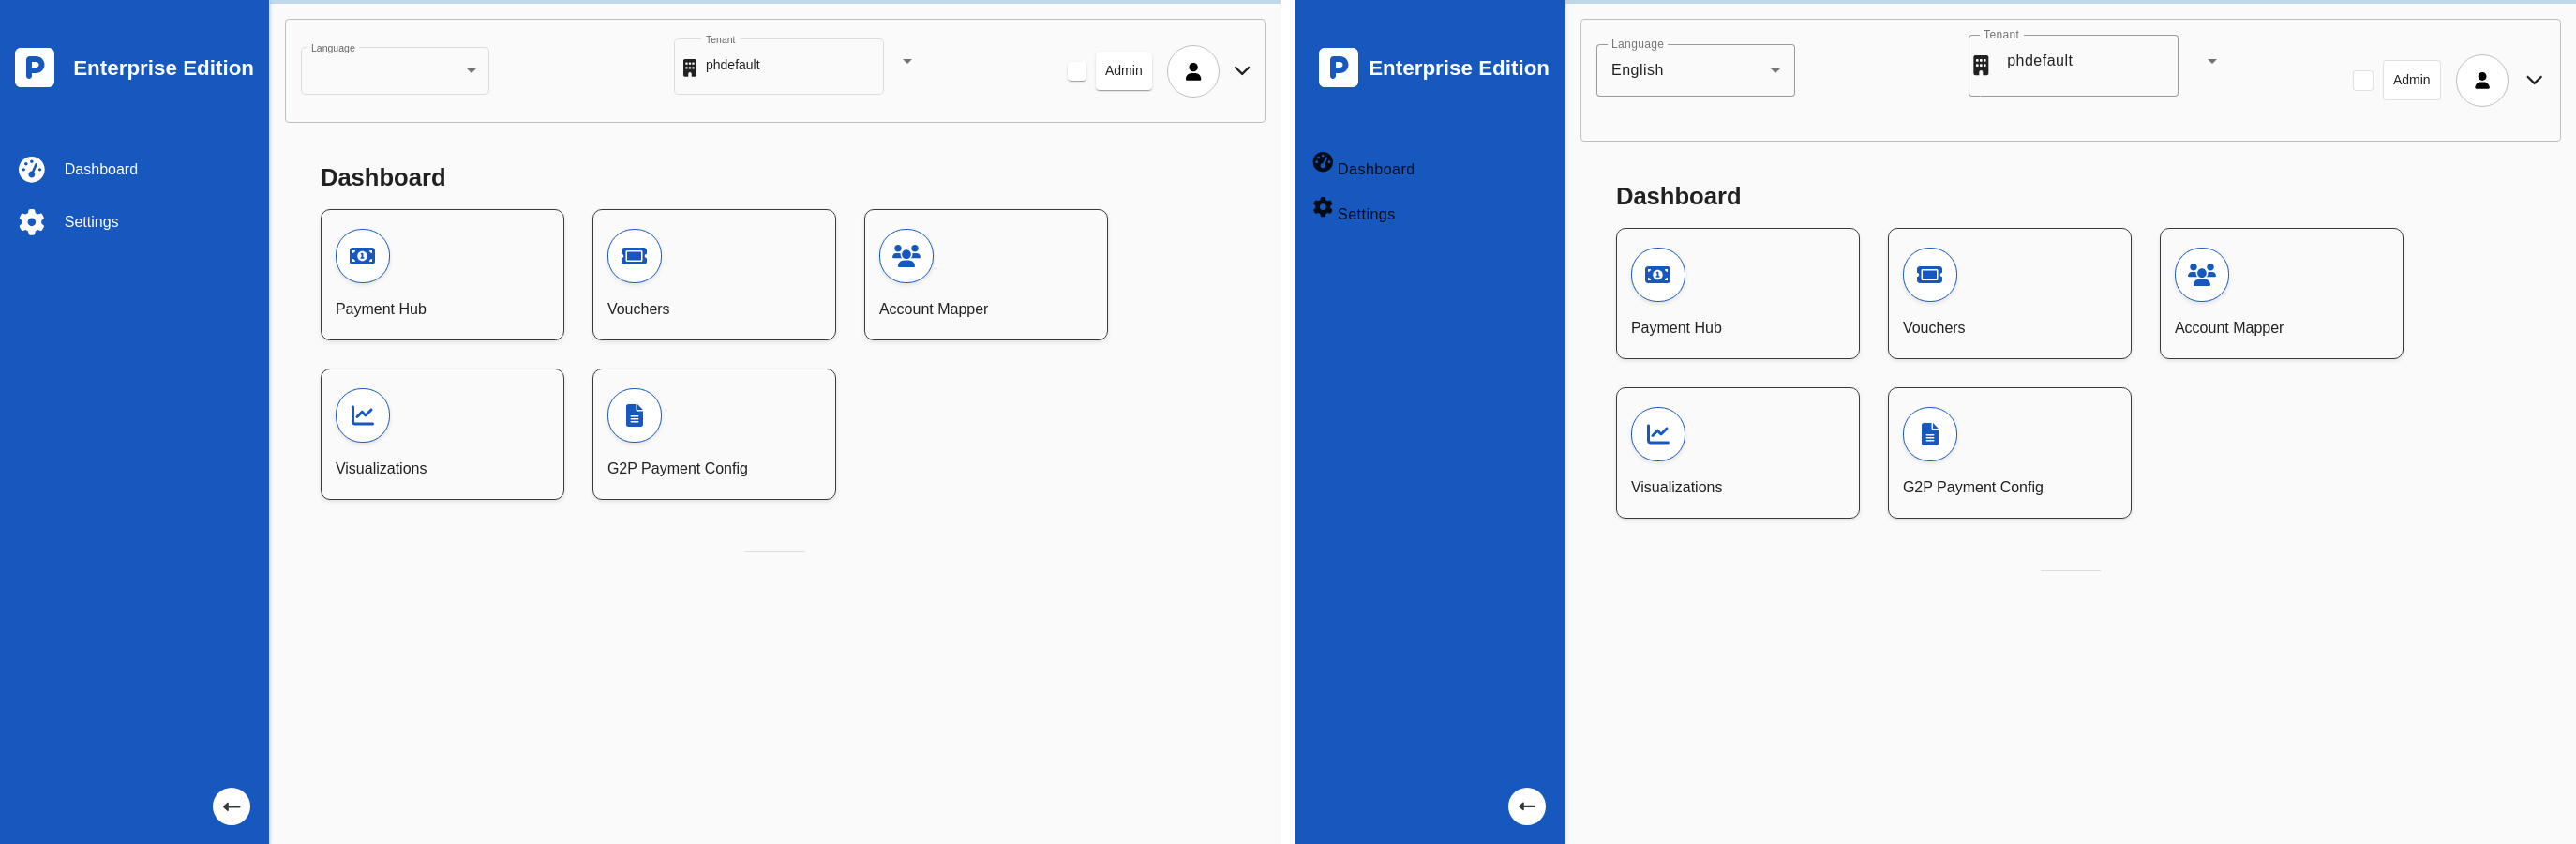 P Enterprise Edition
Dashboard
Settings
Language
Tenant
phdefault
Admin
Dashboard
Payment Hub
Vouchers
Account Mapper
Visualizations
G2P Payment Config
P Enterprise Edition
Dashboard
Settings
Language
English
Tenant
phdefault
Admin
Dashboard
Payment Hub
Vouchers
Account Mapper
Visualizations
G2P Payment Config